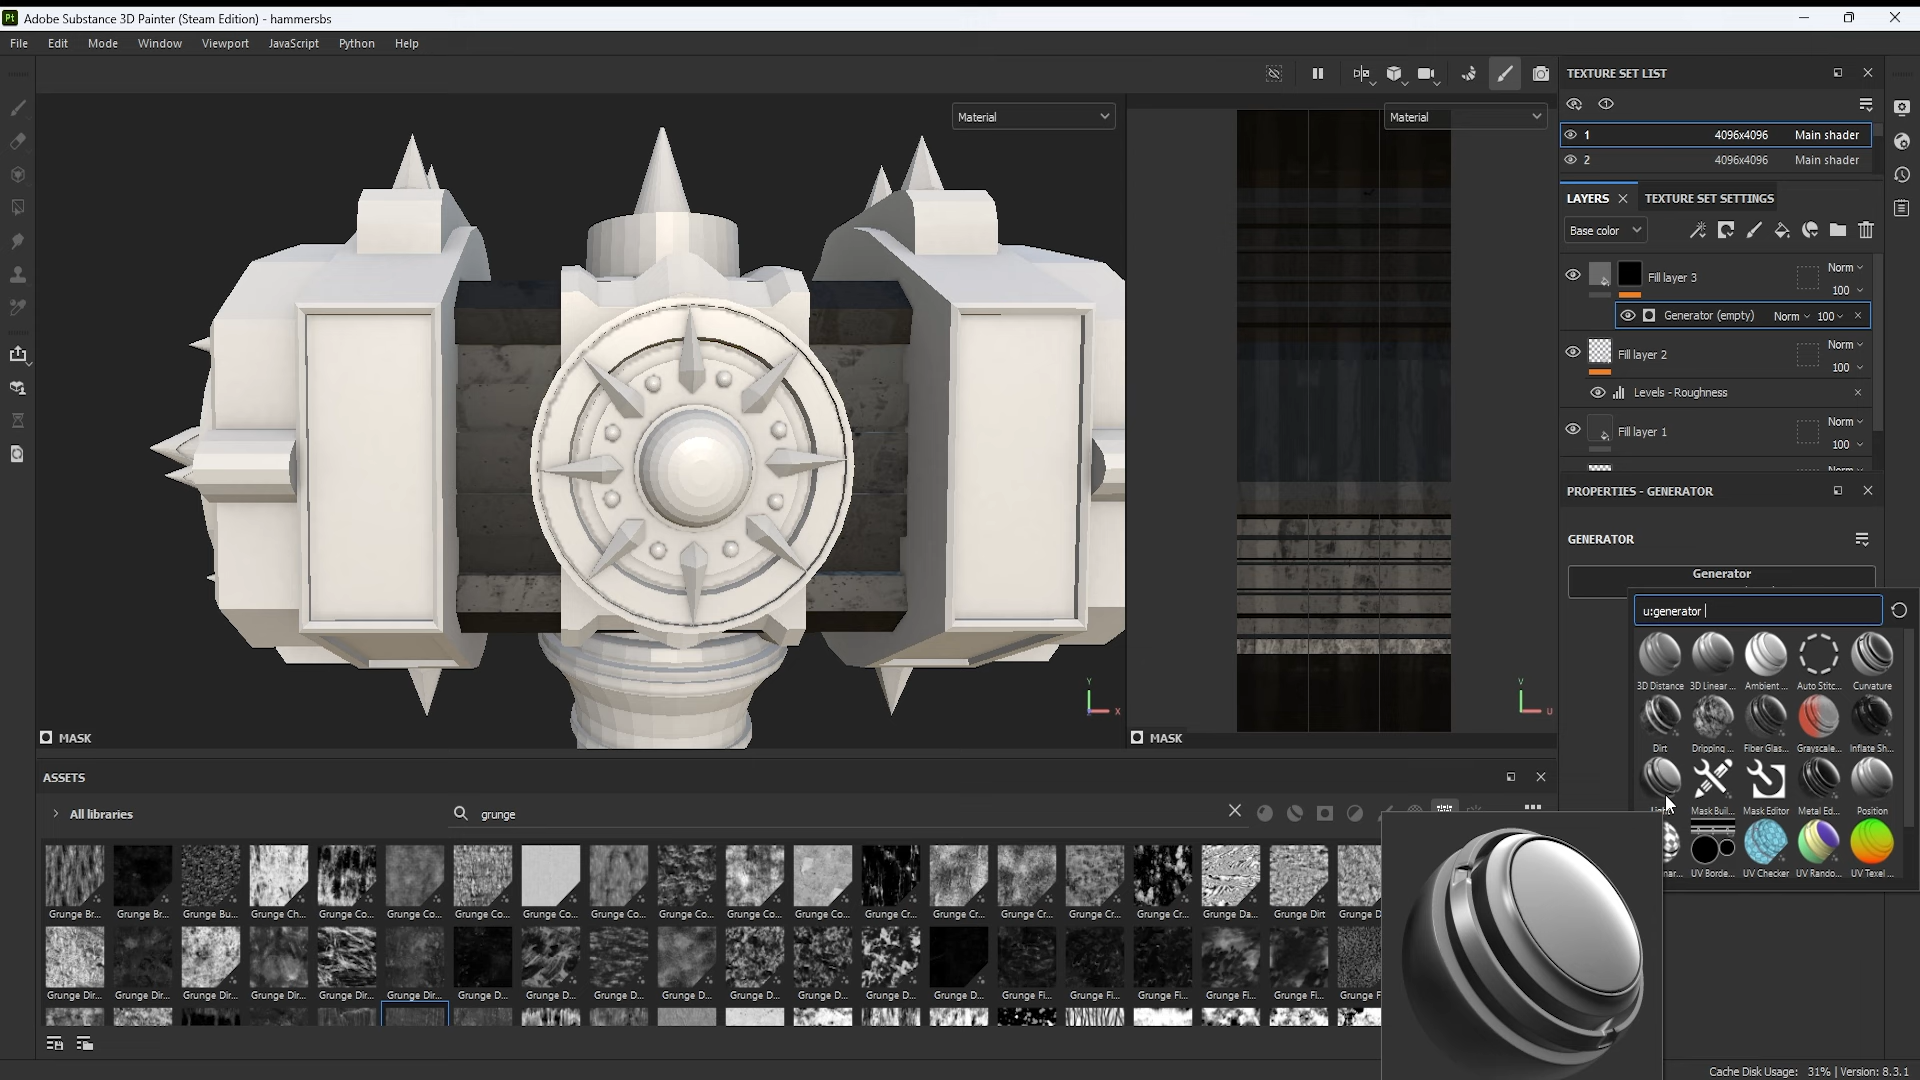 Pt Adobe Substance 3D Painter (Steam Edition) - hammersbs
File Edit Mode Window Viewport JavaScript Python Help
Material
Material
TEXTURE SET LIST
1 4096x4096 Main shader
2 4096x4096 Main shader
LAYERS TEXTURE SET SETTINGS
Base color
Fill layer 3 Norm
100
Generator (empty) Norm 100
Fill layer 2 Norm
100
Levels - Roughness
Fill layer 1 Norm
100
PROPERTIES - GENERATOR
GENERATOR
Generator
u:generator
3D Distance 3D Linear ... Ambient ... Auto Stitc... Curvature
Dirt Dripping ... Fiber Glas... Grayscale... Inflate Sh...
Mask Buil... Mask Editor Metal Ed... Position
UV Borde... UV Checker UV Rando... UV Texel ...
Y
X
V
U
MASK
MASK
ASSETS
All libraries
grunge
Grunge Br... Grunge Br... Grunge Bu... Grunge Ch... Grunge Co... Grunge Co... Grunge Co... Grunge Co... Grunge Co... Grunge Co... Grunge Co... Grunge Co... Grunge Cr... Grunge Cr... Grunge Cr... Grunge Cr... Grunge Cr... Grunge Da... Grunge Dirt Grunge D
Grunge Dir... Grunge Dir... Grunge Dir... Grunge Dir... Grunge Dir... Grunge Dir... Grunge D... Grunge D... Grunge D... Grunge D... Grunge D... Grunge D... Grunge D... Grunge D... Grunge Fi... Grunge Fi... Grunge Fi... Grunge Fi... Grunge Fi... Grunge F
Cache Disk Usage: 31% | Version: 8.3.1